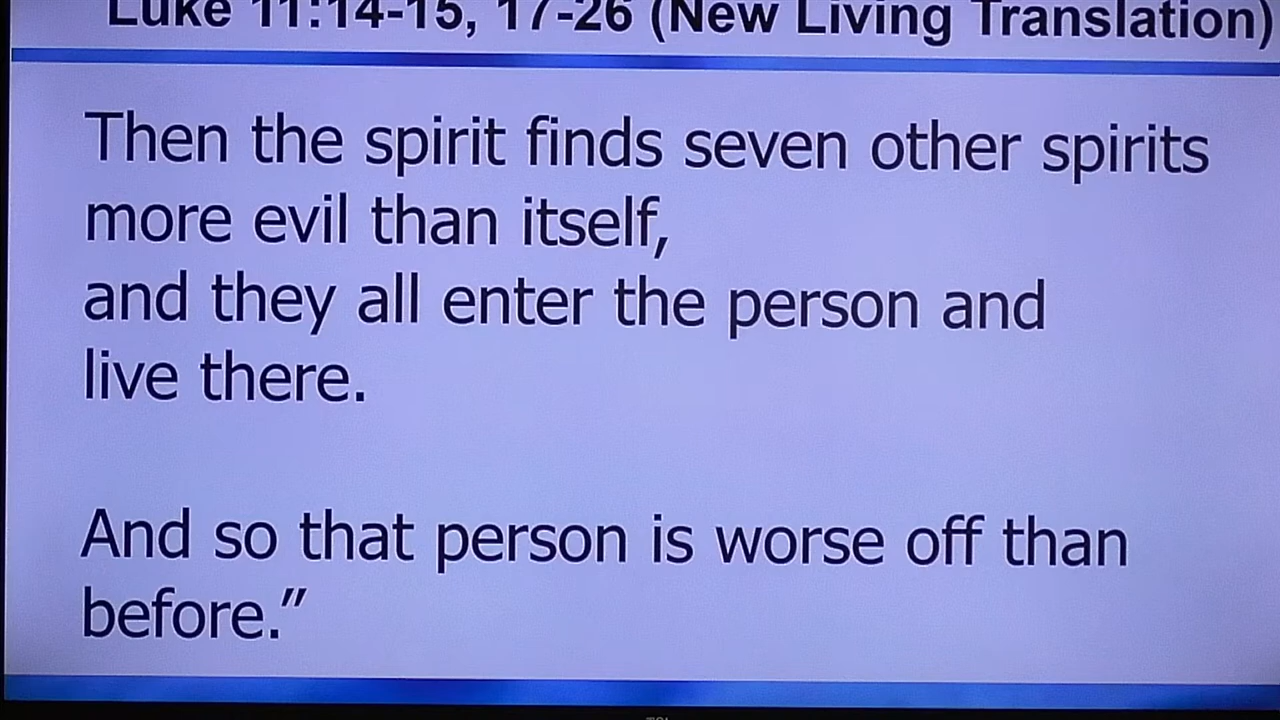 Luke 11:14-15, 17-26 (New Living Translation)
Then the spirit finds seven other spirits
more evil than itself,
and they all enter the person and
live there.
And so that person is worse off than
before.”